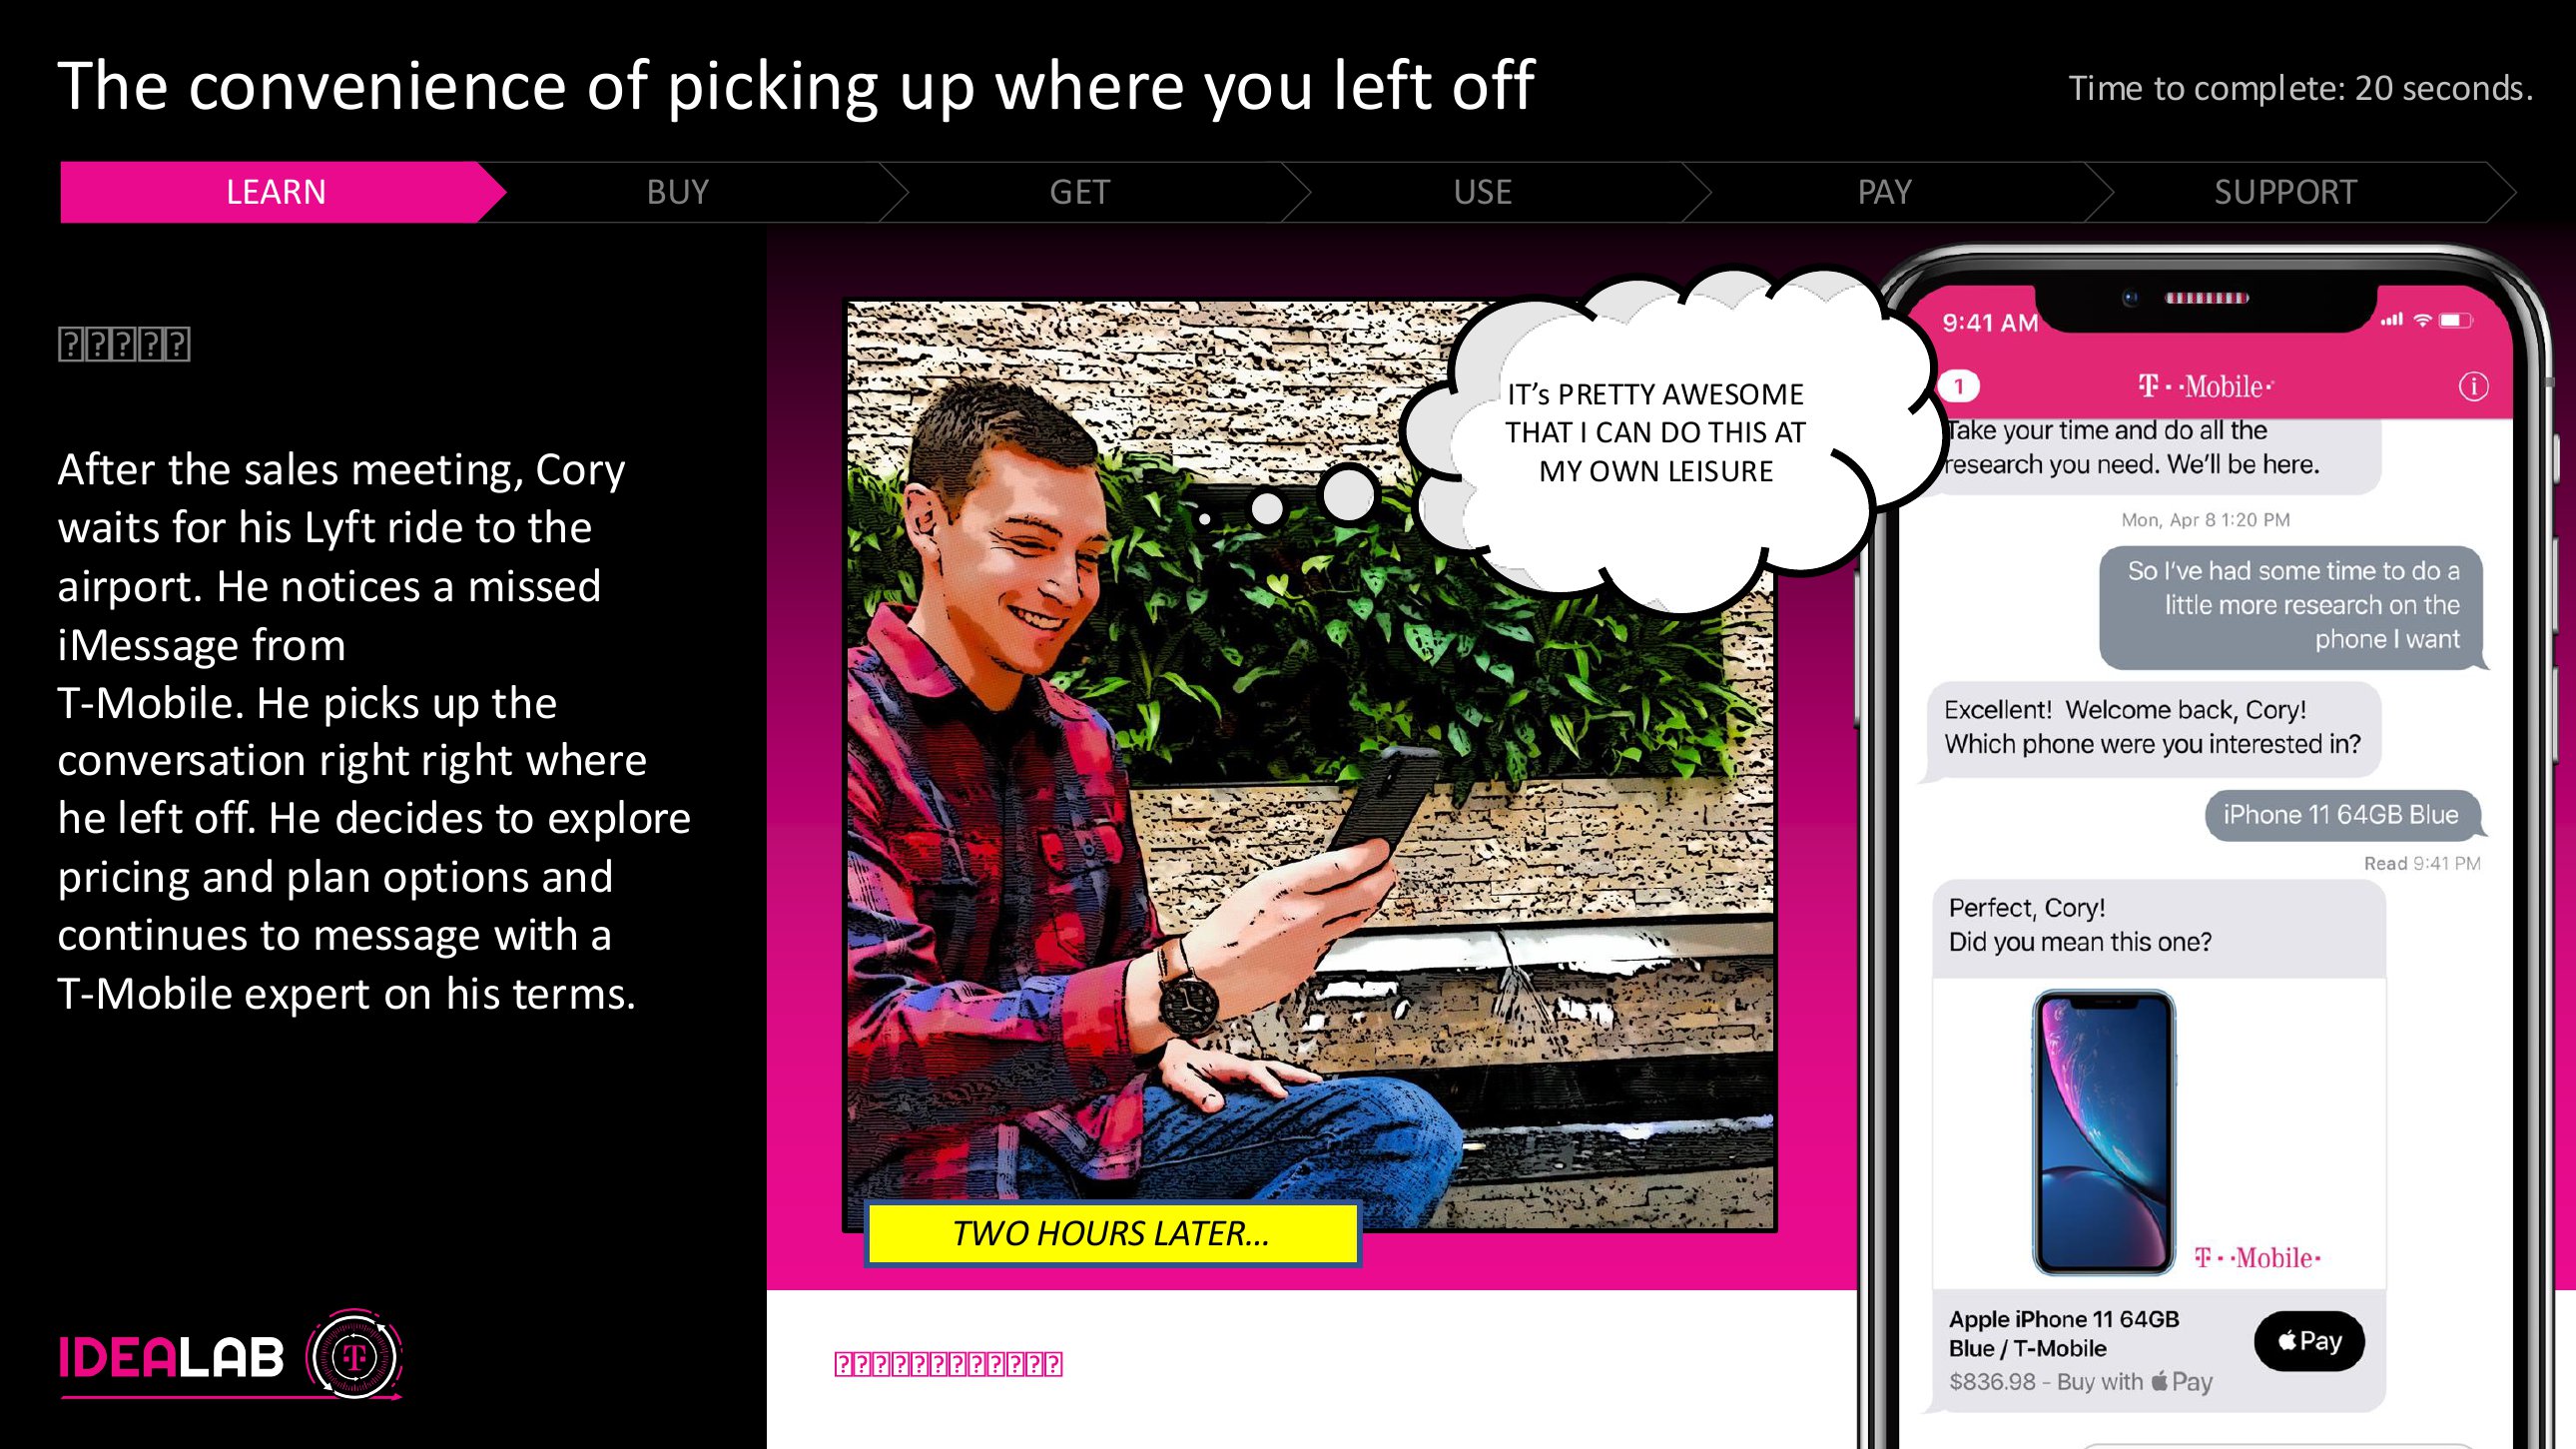 The convenience of picking up where you left off
Time to complete: 20 seconds.
LEARN
BUY
GET
USE
PAY
SUPPORT
After the sales meeting, Cory
waits for his Lyft ride to the
airport. He notices a missed
iMessage from
T-Mobile. He picks up the
conversation right right where
he left off. He decides to explore
pricing and plan options and
continues to message with a
T-Mobile expert on his terms.
IDEALAB
T
IT's PRETTY AWESOME
THAT I CAN DO THIS AT
MY OWN LEISURE
TWO HOURS LATER...
9:41 AM
1
T··Mobile·
Take your time and do all the
research you need. We'll be here.
Mon, Apr 8 1:20 PM
So I've had some time to do a
little more research on the
phone I want
Excellent!  Welcome back, Cory!
Which phone were you interested in?
iPhone 11 64GB Blue
Read 9:41 PM
Perfect, Cory!
Did you mean this one?
T··Mobile·
Apple iPhone 11 64GB
Blue / T-Mobile
$836.98 - Buy with Pay
Pay